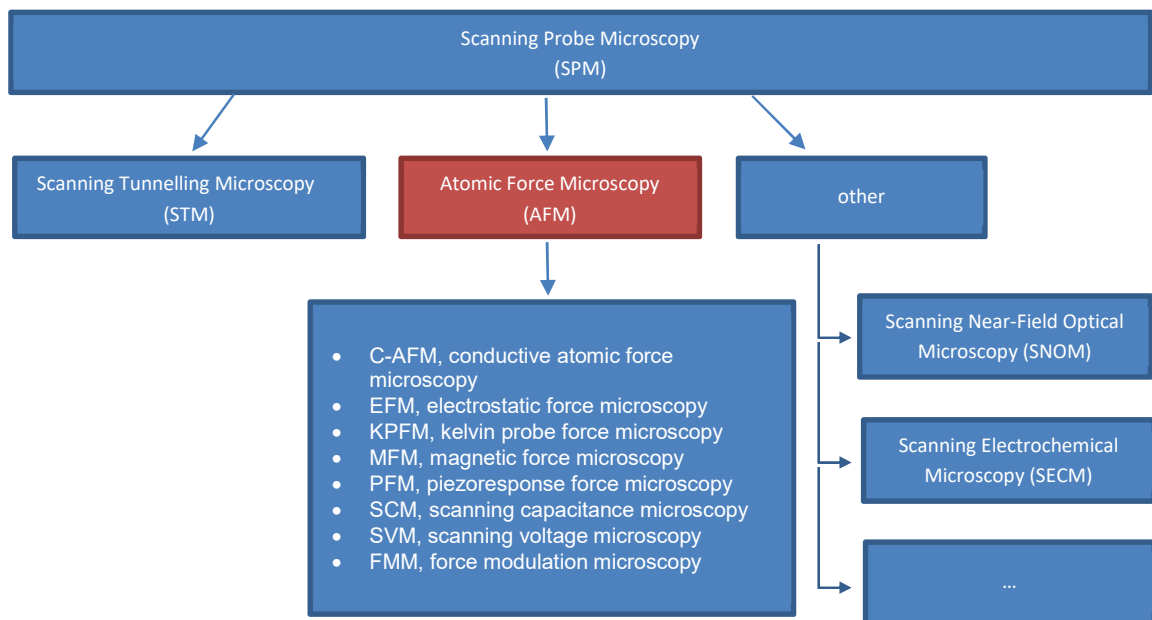 Scanning Probe Microscopy
(SPM)
Scanning Tunnelling Microscopy
(STM)
Atomic Force Microscopy
(AFM)
other
• C-AFM, conductive atomic force
microscopy
• EFM, electrostatic force microscopy
• KPFM, kelvin probe force microscopy
• MFM, magnetic force microscopy
• PFM, piezoresponse force microscopy
• SCM, scanning capacitance microscopy
• SVM, scanning voltage microscopy
• FMM, force modulation microscopy
Scanning Near-Field Optical
Microscopy (SNOM)
Scanning Electrochemical
Microscopy (SECM)
...